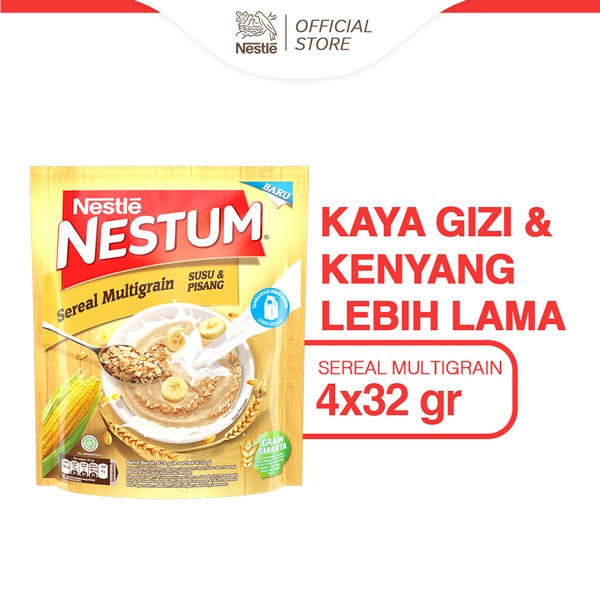 Nestlé
OFFICIAL
STORE
BARU
Nestlé
NESTUM®
Sereal Multigrain
SUSU &
PISANG
GRAIN
SMARTA
KAYA GIZI &
KENYANG
LEBIH LAMA
SEREAL MULTIGRAIN
4x32 gr